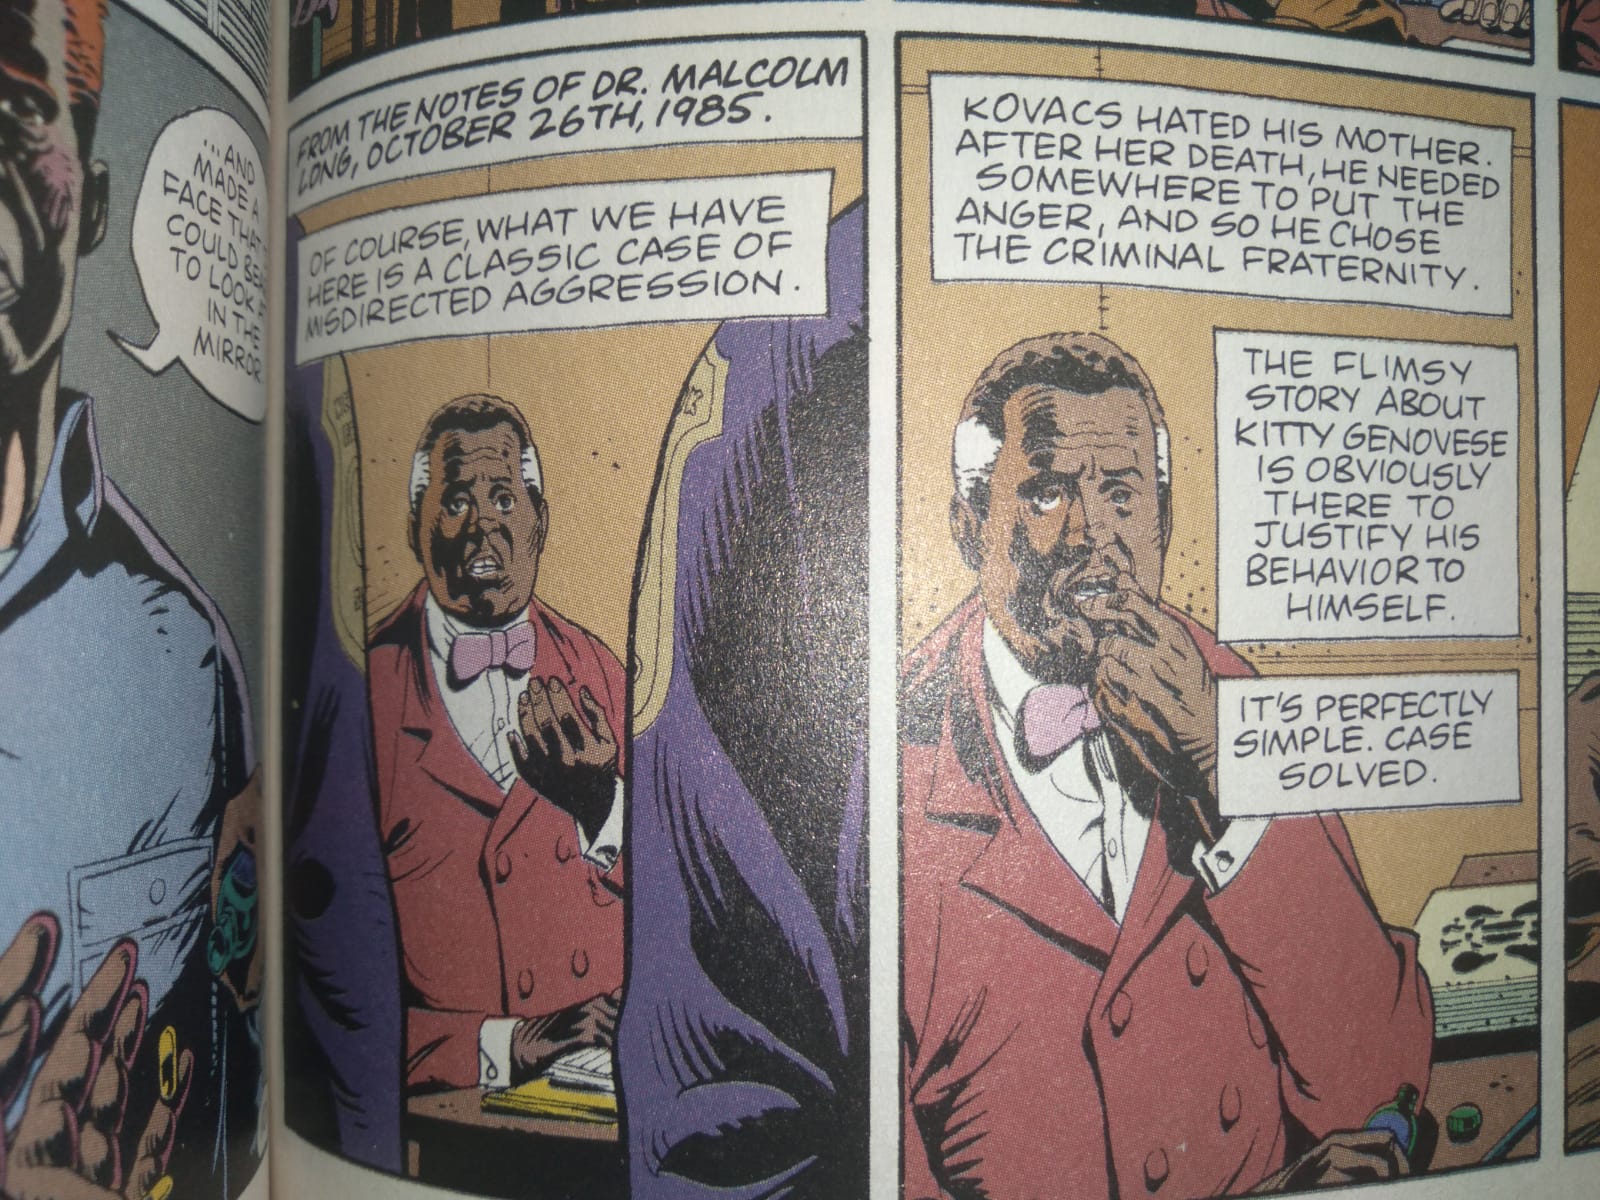 ...AND
MADE A
FACE THAT I
COULD BEAR
TO LOOK AT
IN THE
MIRROR.
FROM THE NOTES OF DR. MALCOLM
LONG, OCTOBER 26TH, 1985.
OF COURSE, WHAT WE HAVE
HERE IS A CLASSIC CASE OF
MISDIRECTED AGGRESSION.
KOVACS HATED HIS MOTHER.
AFTER HER DEATH, HE NEEDED
SOMEWHERE TO PUT THE
ANGER, AND SO HE CHOSE
THE CRIMINAL FRATERNITY.
THE FLIMSY
STORY ABOUT
KITTY GENOVESE
IS OBVIOUSLY
THERE TO
JUSTIFY HIS
BEHAVIOR TO
HIMSELF.
IT'S PERFECTLY
SIMPLE. CASE
SOLVED.